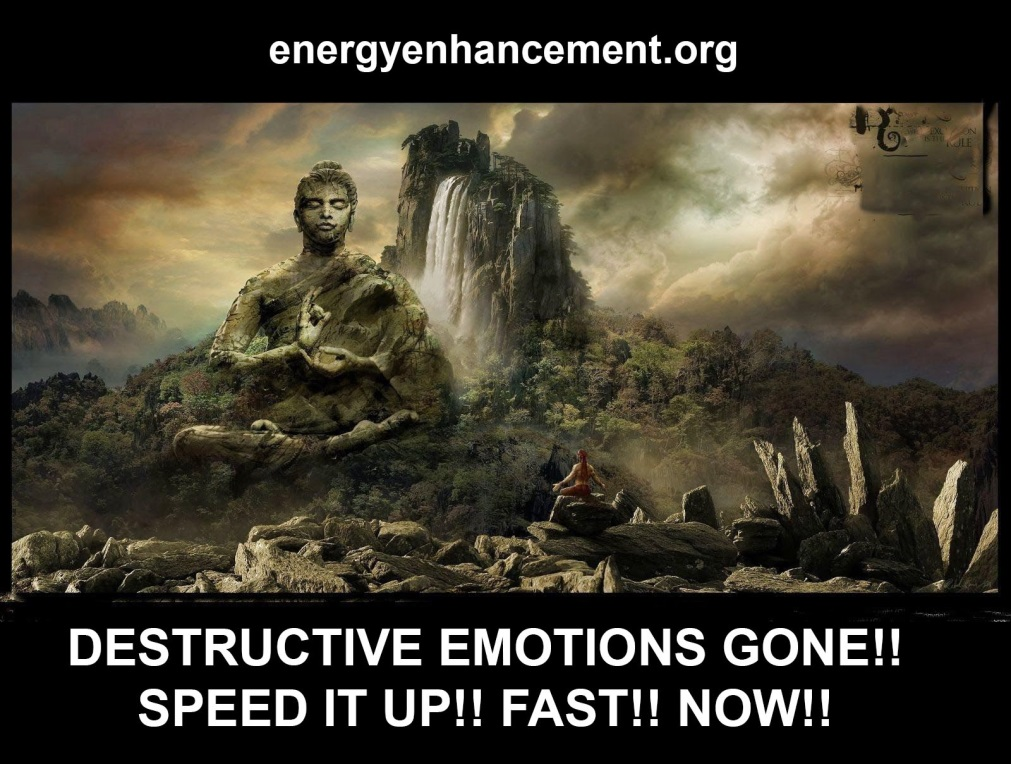 energyenhancement.org
DESTRUCTIVE EMOTIONS GONE!!
SPEED IT UP!! FAST!! NOW!!